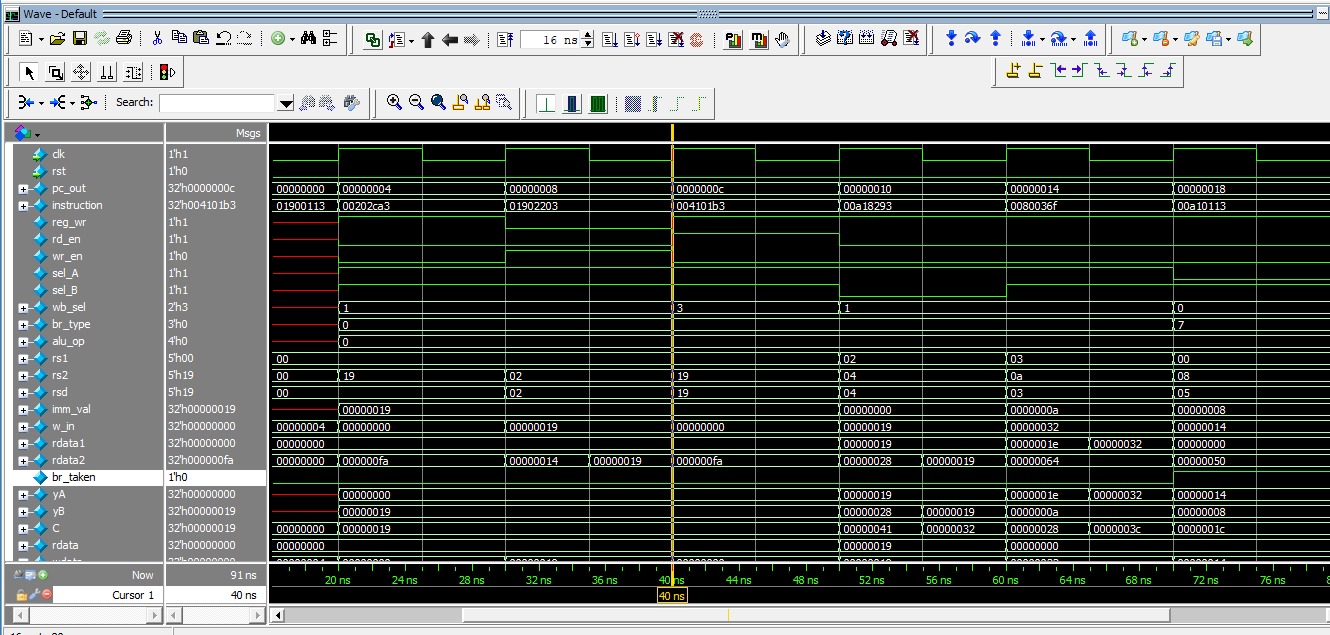 Wave - Default
16 ns
Search:
Msgs
clk 1'h1
rst 1'h0
pc_out 32'h0000000c 00000000 00000004 00000008 0000000c 00000010 00000014 00000018
instruction 32'h004101b3 01900113 00202ca3 01902203 004101b3 00a18293 0080036f 00a10113
reg_wr 1'h1
rd_en 1'h1
wr_en 1'h0
sel_A 1'h1
sel_B 1'h1
wb_sel 2'h3 1 3 1 0
br_type 3'h0 0 7
alu_op 4'h0 0
rs1 5'h00 00 02 03 00
rs2 5'h19 00 19 02 19 04 0a 08
rsd 5'h19 00 02 19 04 03 05
imm_val 32'h00000019 00000019 00000000 0000000a 00000008
w_in 32'h00000000 00000004 00000000 00000019 00000000 00000019 00000032 00000014
rdata1 32'h00000000 00000000 00000019 0000001e 00000032 00000000
rdata2 32'h000000fa 00000000 000000fa 00000014 00000019 000000fa 00000028 00000019 00000064 00000050
br_taken 1'h0
yA 32'h00000000 00000000 00000019 0000001e 00000032 00000014
yB 32'h00000019 00000019 00000028 00000019 0000000a 00000008
C 32'h00000019 00000000 00000019 00000041 00000032 00000028 0000003c 0000001c
rdata 32'h00000000 00000000 00000019 00000000
Now 91 ns 20 ns 24 ns 28 ns 32 ns 36 ns 40 ns 44 ns 48 ns 52 ns 56 ns 60 ns 64 ns 68 ns 72 ns 76 ns
Cursor 1 40 ns 40 ns